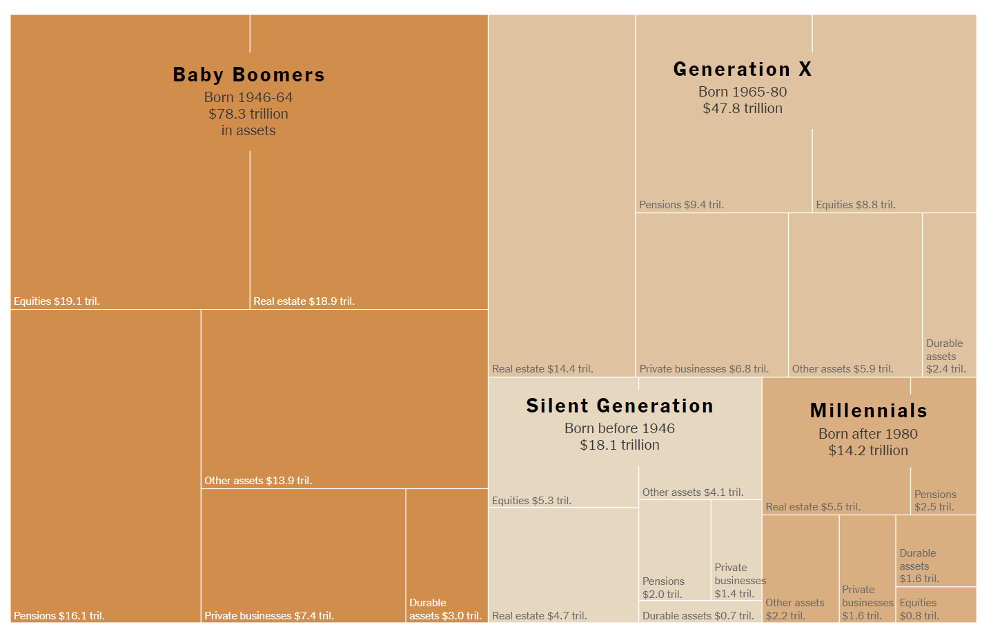 Baby Boomers
Born 1946-64
$78.3 trillion
in assets
Equities $19.1 tril.
Real estate $18.9 tril.
Pensions $16.1 tril.
Other assets $13.9 tril.
Private businesses $7.4 tril.
Durable
assets $3.0 tril.
Generation X
Born 1965-80
$47.8 trillion
Real estate $14.4 tril.
Pensions $9.4 tril.
Equities $8.8 tril.
Private businesses $6.8 tril.
Other assets $5.9 tril.
Durable
assets
$2.4 tril.
Silent Generation
Born before 1946
$18.1 trillion
Equities $5.3 tril.
Real estate $4.7 tril.
Other assets $4.1 tril.
Pensions
$2.0 tril.
Private
businesses
$1.4 tril.
Durable assets $0.7 tril.
Millennials
Born after 1980
$14.2 trillion
Real estate $5.5 tril.
Pensions
$2.5 tril.
Other assets
$2.2 tril.
Private
businesses
$1.6 tril.
Durable
assets
$1.6 tril.
Equities
$0.8 tril.